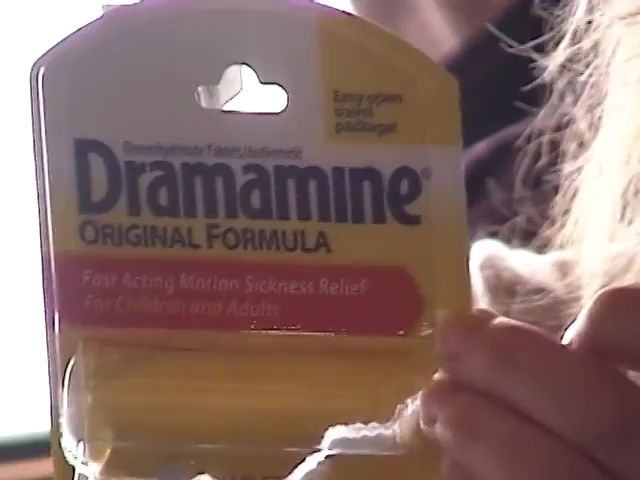 Easy open
travel
package!
Dimenhydrinate Tablets/Antiemetic
Dramamine®
ORIGINAL FORMULA
Fast Acting Motion Sickness Relief
For Children and Adults